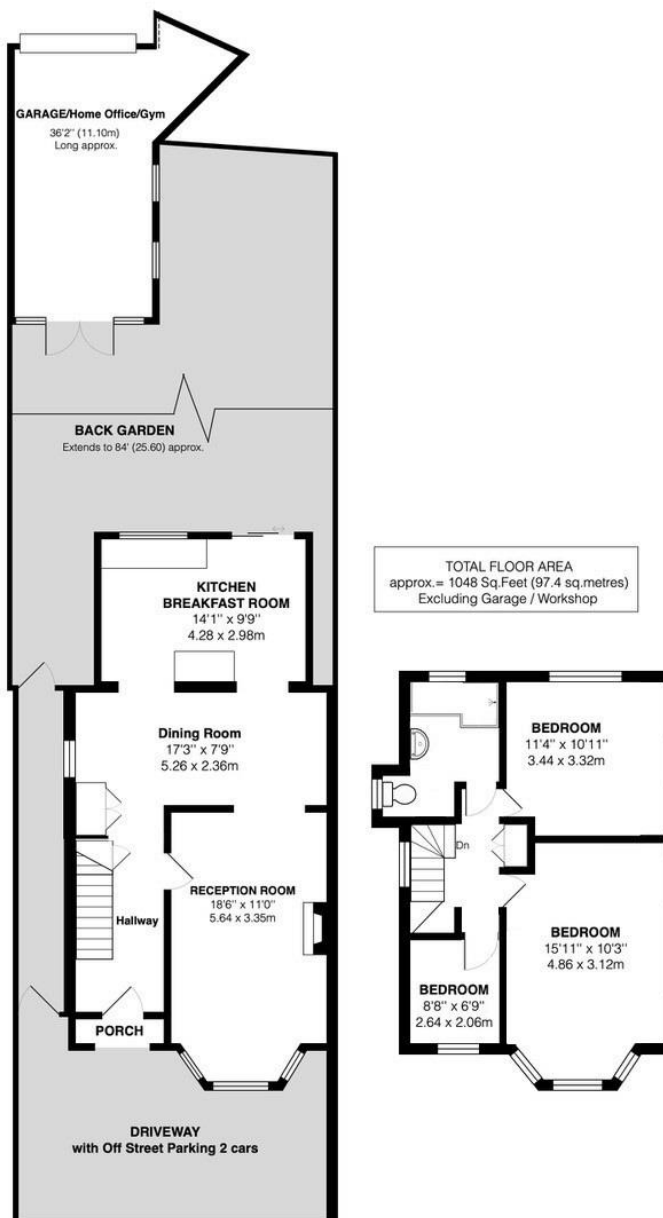 GARAGE/Home Office/Gym
36'2" (11.10m)
Long approx.
BACK GARDEN
Extends to 84' (25.60) approx.
KITCHEN
BREAKFAST ROOM
14'1" x 9'9"
4.28 x 2.98m
Dining Room
17'3" x 7'9"
5.26 x 2.36m
RECEPTION ROOM
18'6" x 11'0"
5.64 x 3.35m
Hallway
PORCH
DRIVEWAY
with Off Street Parking 2 cars
TOTAL FLOOR AREA
approx.= 1048 Sq.Feet (97.4 sq.metres)
Excluding Garage / Workshop
BEDROOM
11'4" x 10'11"
3.44 x 3.32m
Dn
BEDROOM
15'11" x 10'3"
4.86 x 3.12m
BEDROOM
8'8" x 6'9"
2.64 x 2.06m